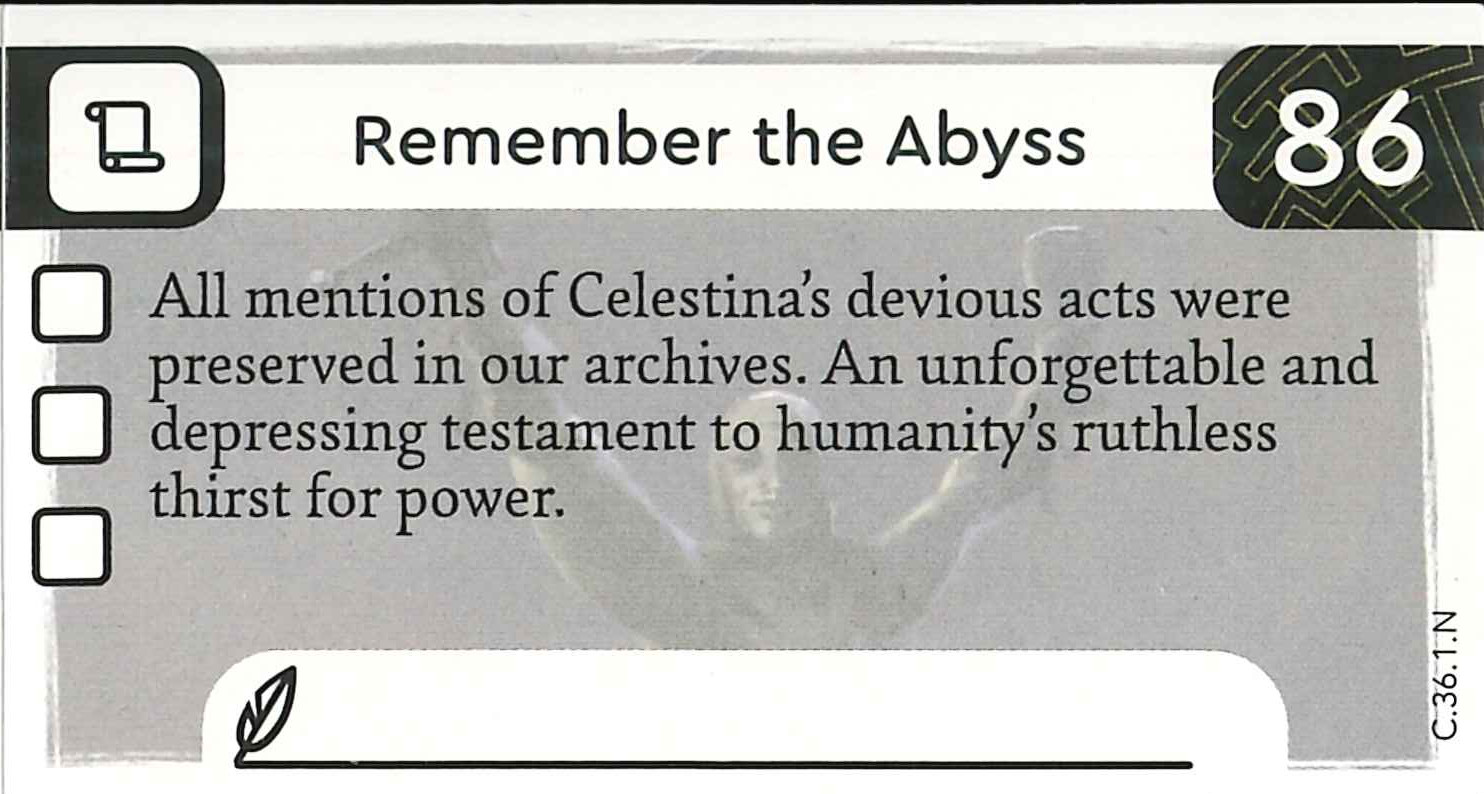 Remember the Abyss
86
All mentions of Celestina's devious acts were
preserved in our archives. An unforgettable and
depressing testament to humanity's ruthless
thirst for power.
C.36.1.N